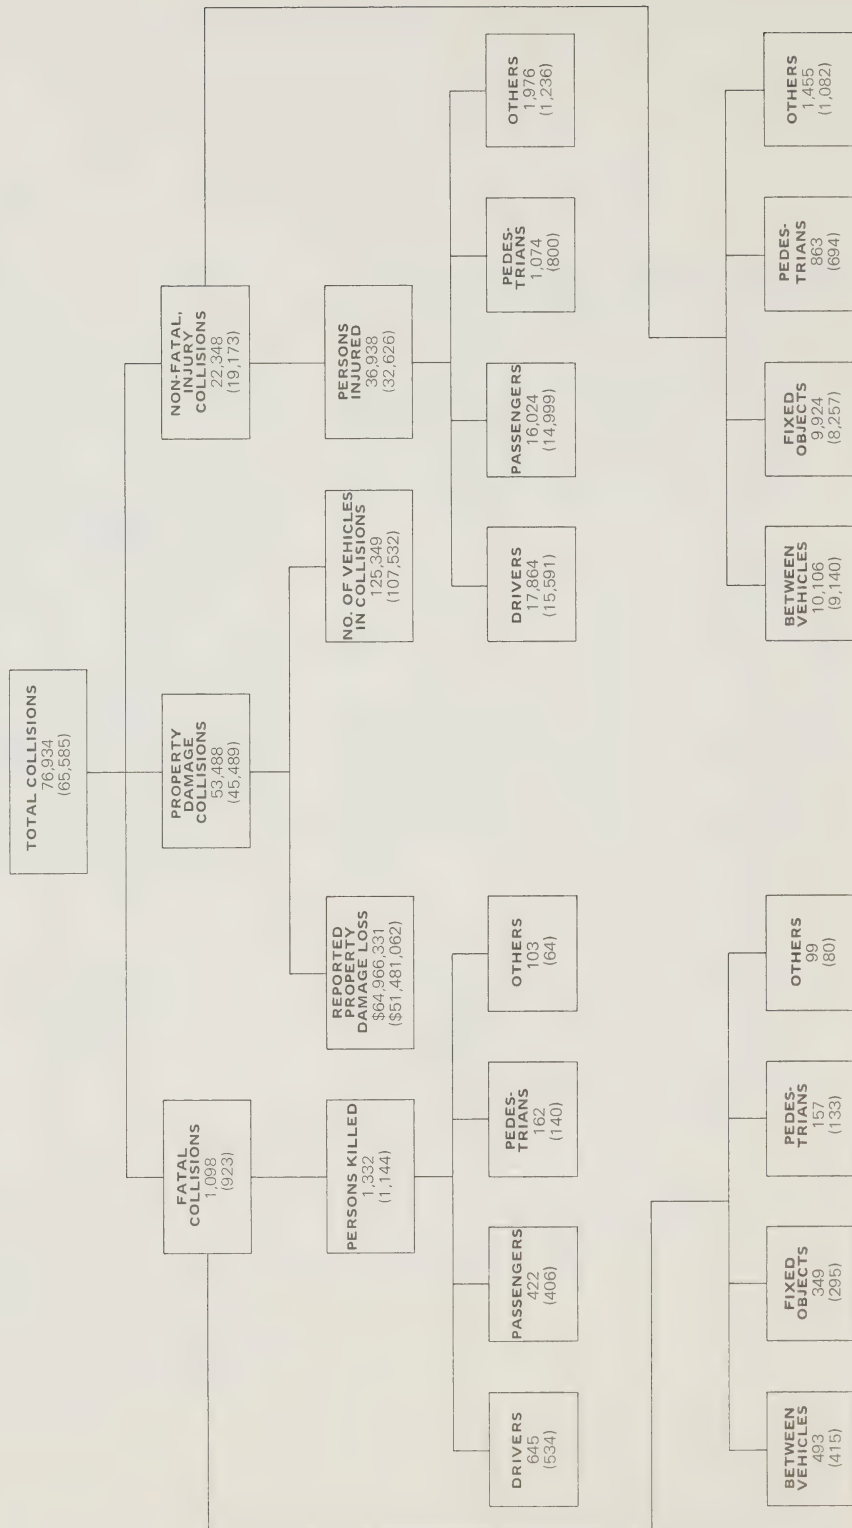 TOTAL COLLISIONS
76,934
(65,585)
FATAL
COLLISIONS
1,098
(923)
PROPERTY
DAMAGE
COLLISIONS
53,488
(45,489)
NON-FATAL,
INJURY
COLLISIONS
22,348
(19,173)
PERSONS KILLED
1,332
(1,144)
REPORTED
PROPERTY
DAMAGE LOSS
$64,966,331
($51,481,062)
NO. OF VEHICLES
IN COLLISIONS
125,349
(107,532)
PERSONS
INJURED
36,938
(32,626)
DRIVERS
645
(534)
PASSENGERS
422
(406)
PEDES-
TRIANS
162
(140)
OTHERS
103
(64)
DRIVERS
17,864
(15,591)
PASSENGERS
16,024
(14,999)
PEDES-
TRIANS
1,074
(800)
OTHERS
1,976
(1,236)
BETWEEN
VEHICLES
493
(415)
FIXED
OBJECTS
349
(295)
PEDES-
TRIANS
157
(133)
OTHERS
99
(80)
BETWEEN
VEHICLES
10,106
(9,140)
FIXED
OBJECTS
9,924
(8,257)
PEDES-
TRIANS
863
(694)
OTHERS
1,455
(1,082)